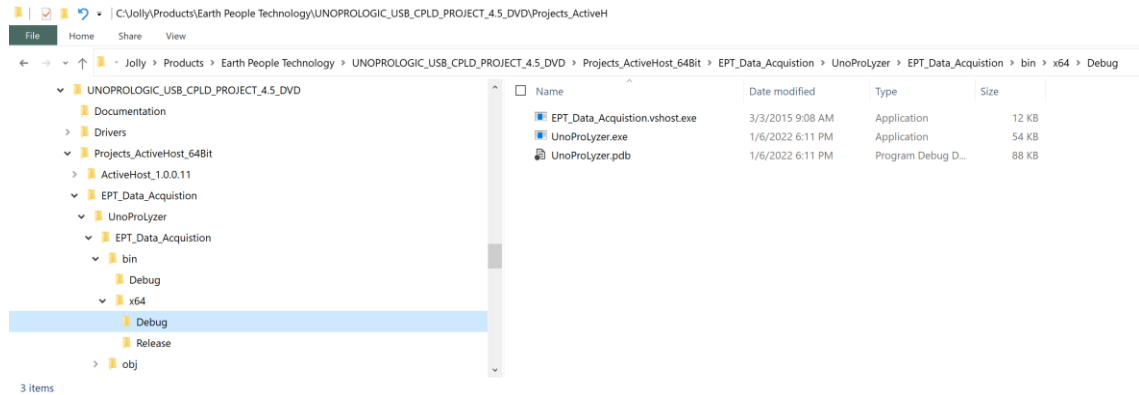 C:\Jolly\Products\Earth People Technology\UNOPROLOGIC_USB_CPLD_PROJECT_4.5_DVD\Projects_ActiveH
File Home Share View
Jolly > Products > Earth People Technology > UNOPROLOGIC_USB_CPLD_PROJECT_4.5_DVD > Projects_ActiveHost_64Bit > EPT_Data_Acquistion > UnoProLyzer > EPT_Data_Acquistion > bin > x64 > Debug
UNOPROLOGIC_USB_CPLD_PROJECT_4.5_DVD
Documentation
Drivers
Projects_ActiveHost_64Bit
ActiveHost_1.0.0.11
EPT_Data_Acquistion
UnoProLyzer
EPT_Data_Acquistion
bin
Debug
x64
Debug
Release
obj
Name Date modified Type Size
EPT_Data_Acquistion.vshost.exe 3/3/2015 9:08 AM Application 12 KB
UnoProLyzer.exe 1/6/2022 6:11 PM Application 54 KB
UnoProLyzer.pdb 1/6/2022 6:11 PM Program Debug D... 88 KB
3 items